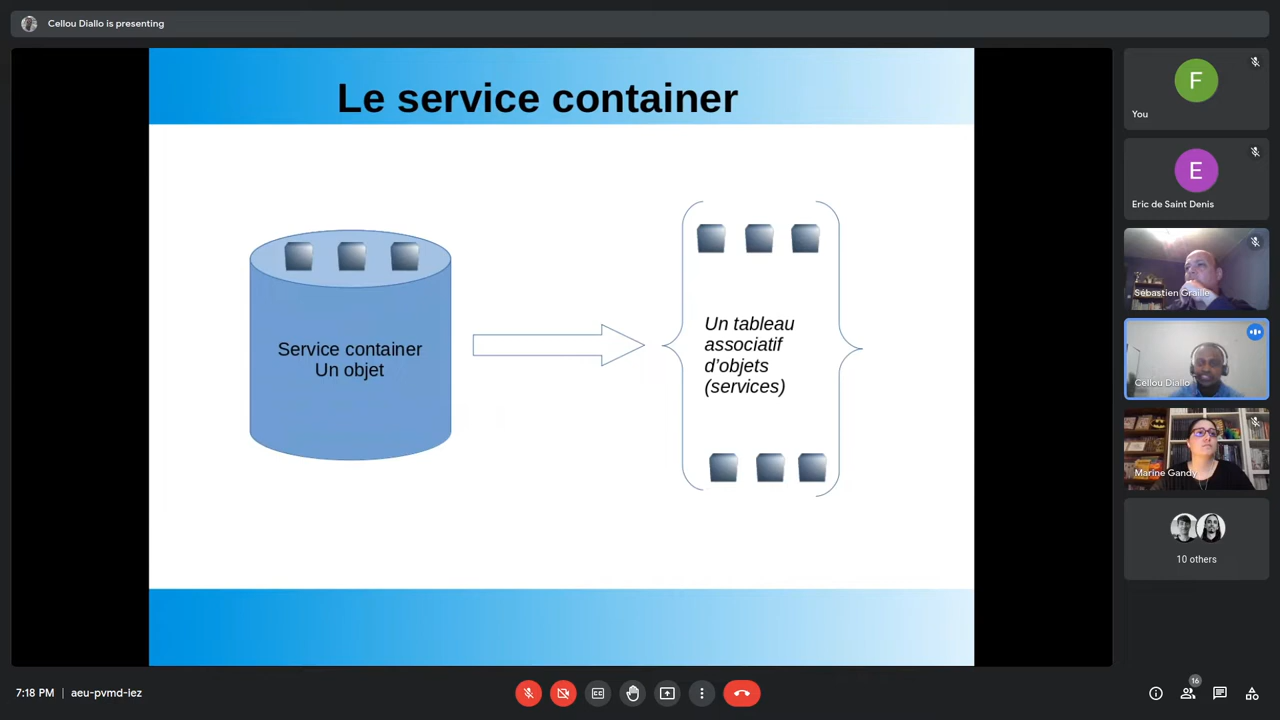 Cellou Diallo is presenting
Le service container
Service container
Un objet
Un tableau
associatif
d'objets
(services)
F
You
E
Eric de Saint Denis
Sébastien Graille
Cellou Diallo
Marine Gandy
10 others
7:18 PM | aeu-pvmd-iez
CC
16